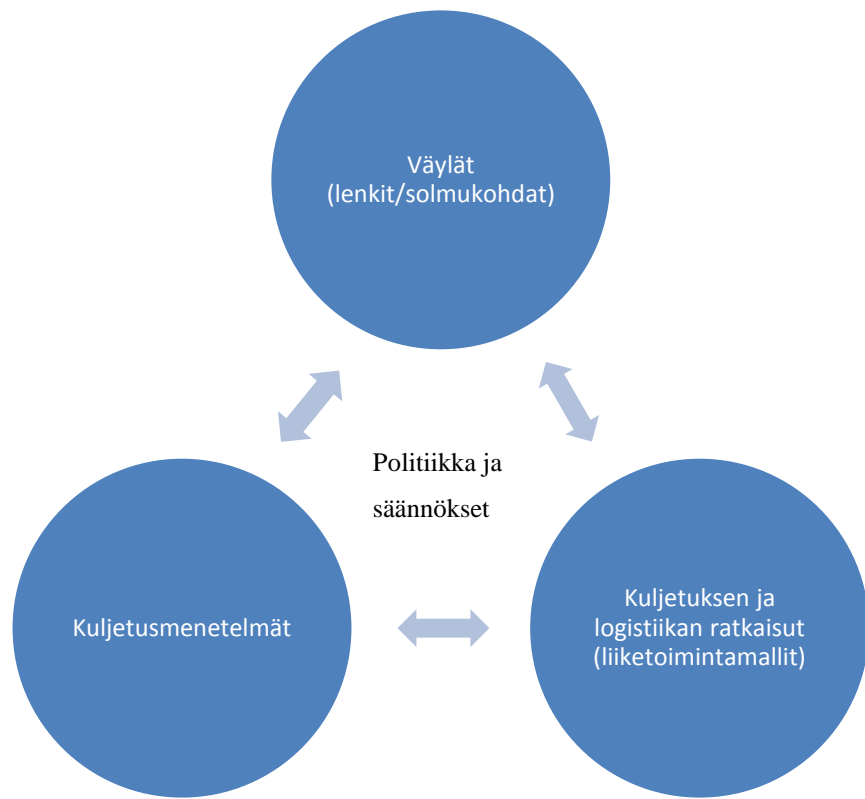 Väylät
(lenkit/solmukohdat)
Politiikka ja
säännökset
Kuljetusmenetelmät
Kuljetuksen ja
logistiikan ratkaisut
(liiketoimintamallit)